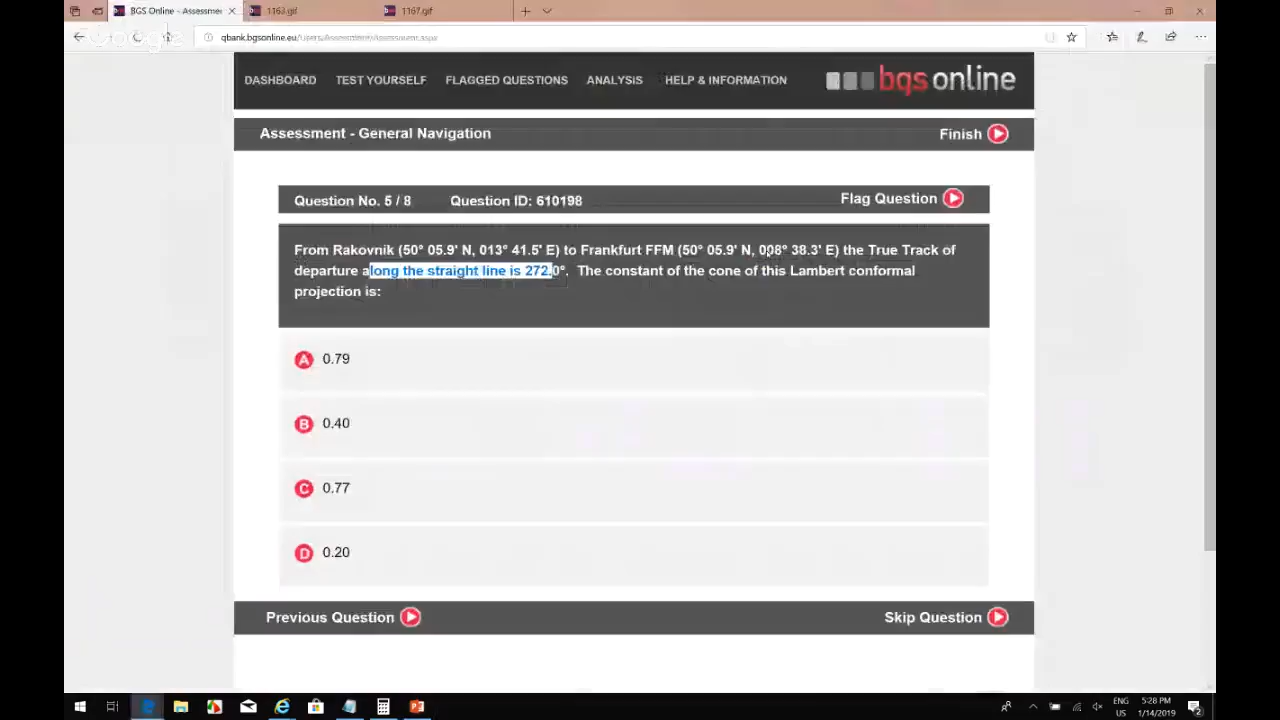 BGS Online - Assessmen
1163.gif
1167.gif
qbank.bgsonline.eu/Users/Assessments/Assessment.aspx
DASHBOARD TEST YOURSELF FLAGGED QUESTIONS ANALYSIS HELP & INFORMATION bgs online
Assessment - General Navigation Finish
Question No. 5 / 8 Question ID: 610198 Flag Question
From Rakovnik (50° 05.9' N, 013° 41.5' E) to Frankfurt FFM (50° 05.9' N, 008° 38.3' E) the True Track of
departure along the straight line is 272.0°. The constant of the cone of this Lambert conformal
projection is:
A 0.79
B 0.40
C 0.77
D 0.20
Previous Question Skip Question
ENG 5:28 PM
US 1/14/2019